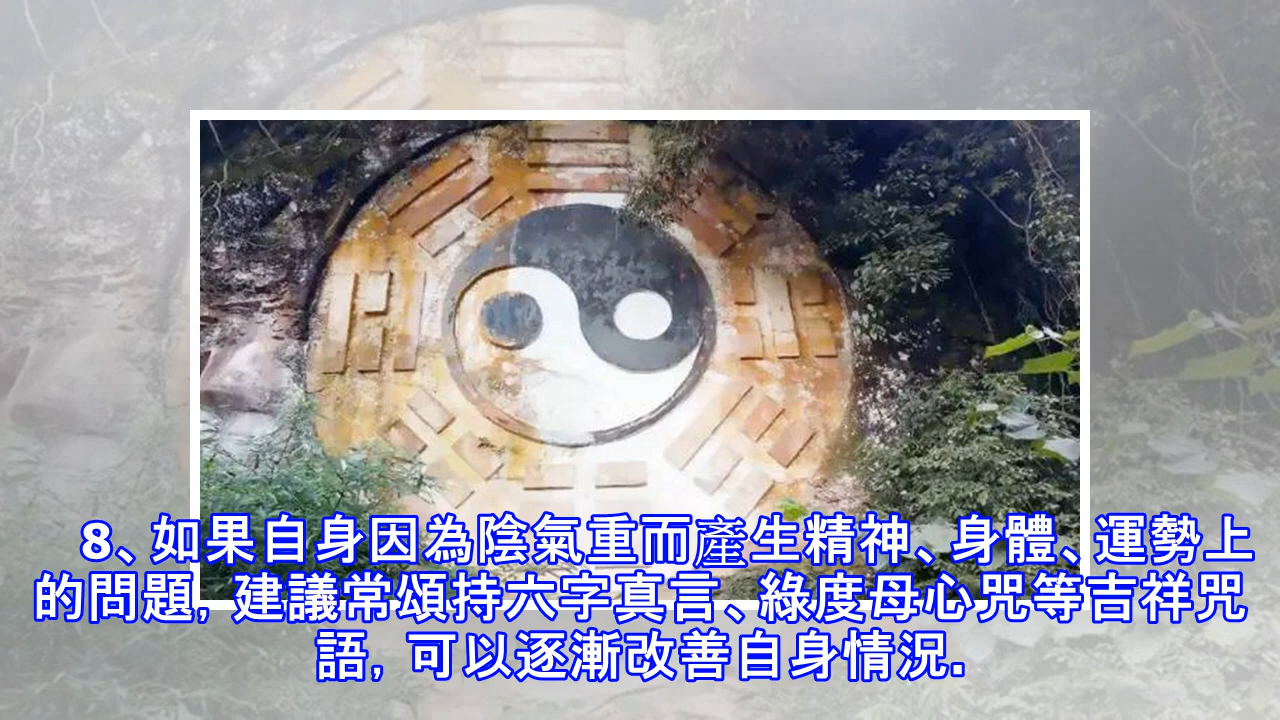 8、如果自身因為陰氣重而產生精神、身體、運勢上
的問題, 建議常頌持六字真言、綠度母心咒等吉祥咒
語, 可以逐漸改善自身情況.